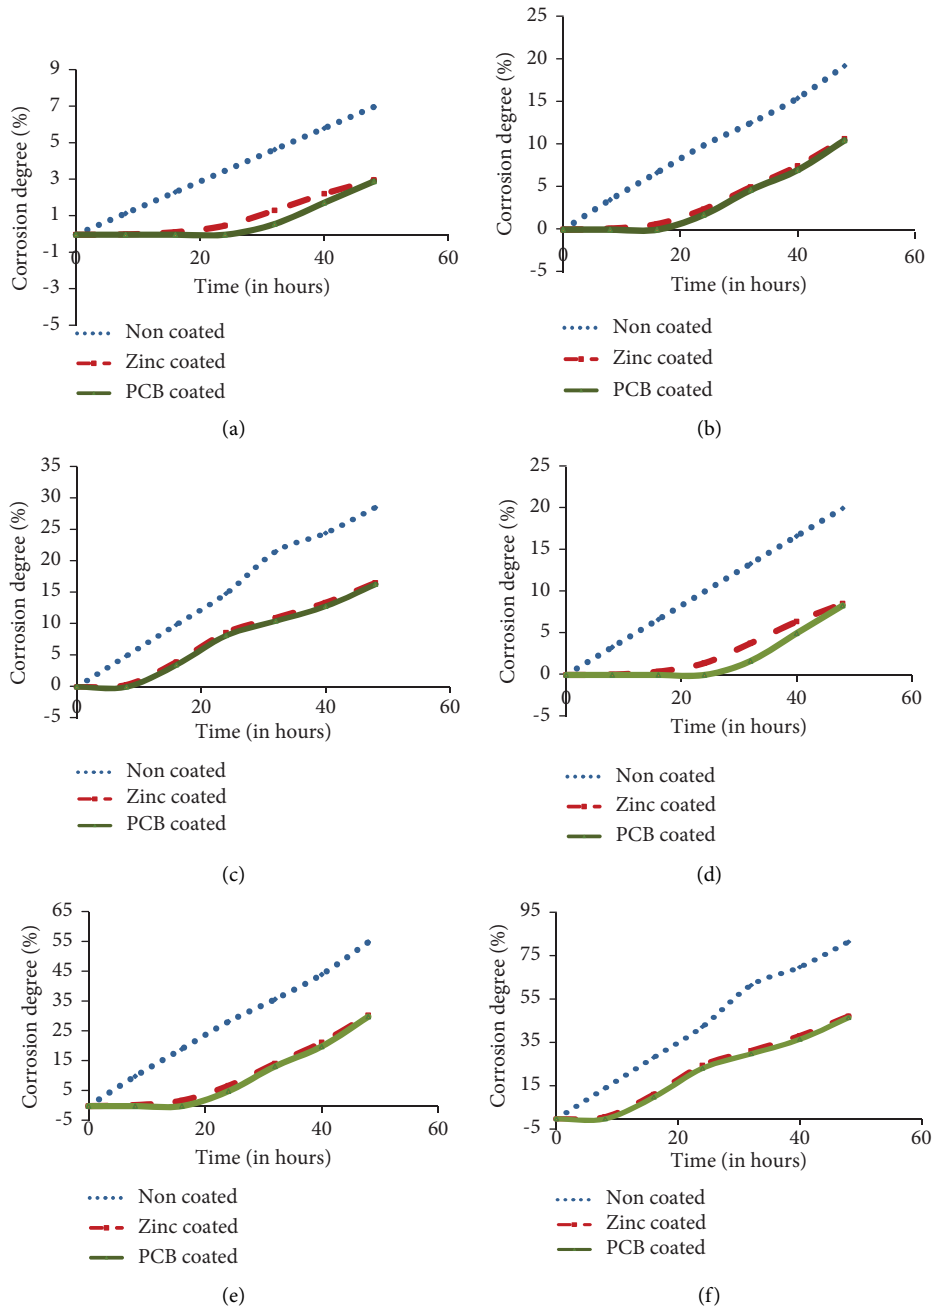 9
7
5
3
1
-1
-3
-5
Corrosion degree (%)
0
20
40
60
Time (in hours)
Non coated
Zinc coated
PCB coated
(a)
25
20
15
10
5
0
-5
Corrosion degree (%)
0
20
40
60
Time (in hours)
Non coated
Zinc coated
PCB coated
(b)
35
30
25
20
15
10
5
0
-5
Corrosion degree (%)
0
20
40
60
Time (in hours)
Non coated
Zinc coated
PCB coated
(c)
25
20
15
10
5
0
-5
Corrosion degree (%)
0
20
40
60
Time (in hours)
Non coated
Zinc coated
PCB coated
(d)
65
55
45
35
25
15
5
-5
Corrosion degree (%)
0
20
40
60
Time (in hours)
Non coated
Zinc coated
PCB coated
(e)
95
75
55
35
15
-5
Corrosion degree (%)
0
20
40
60
Time (in hours)
Non coated
Zinc coated
PCB coated
(f)